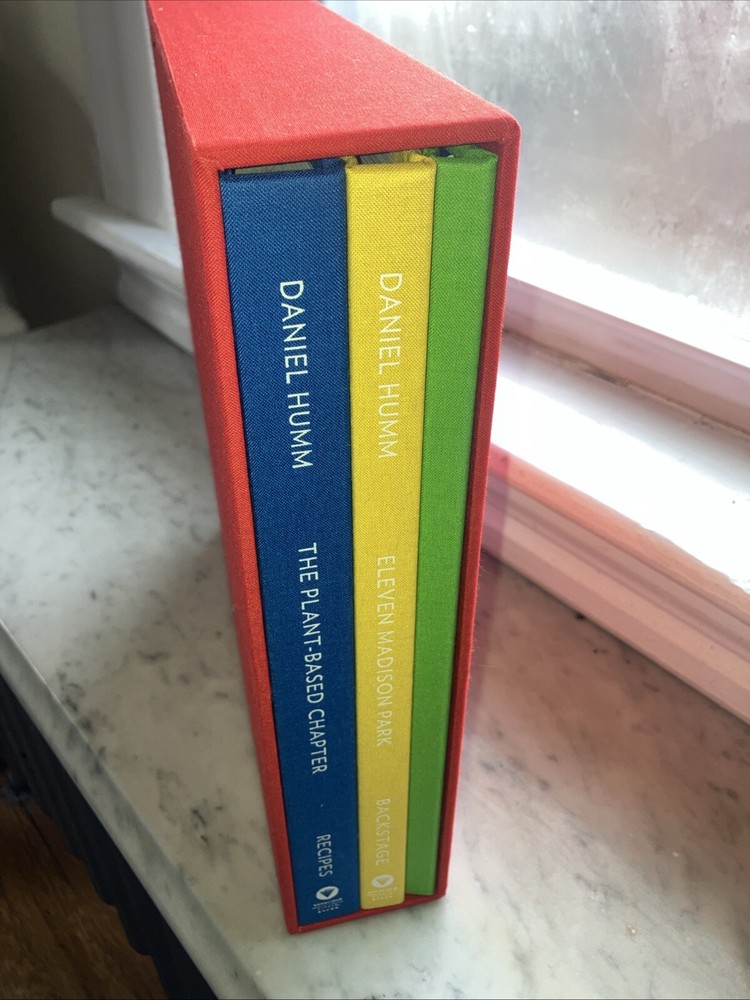 DANIEL HUMM
THE PLANT-BASED CHAPTER
RECIPES
DANIEL HUMM
ELEVEN MADISON PARK
BACKSTAGE